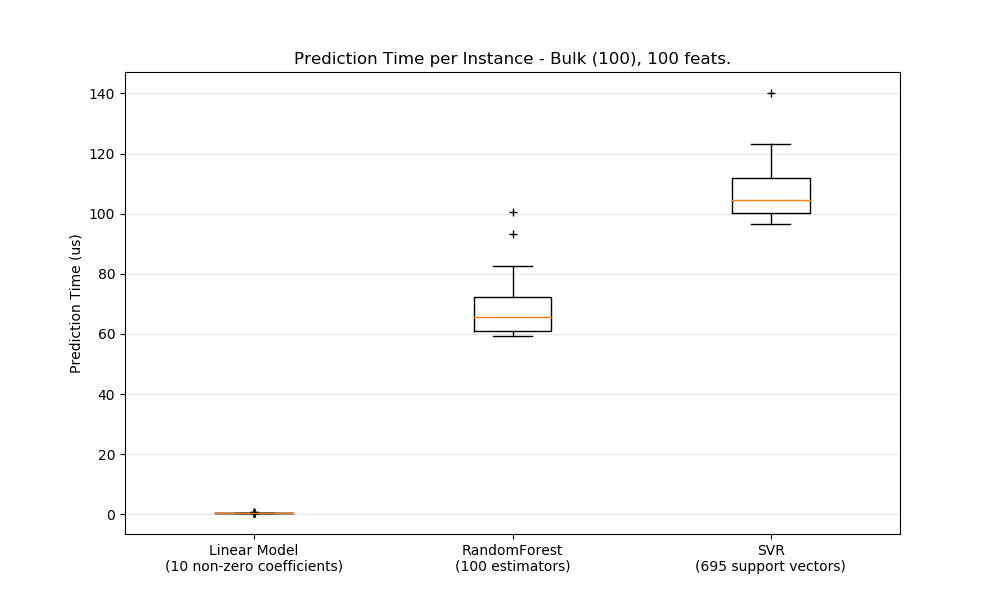 Prediction Time per Instance - Bulk (100), 100 feats.
Prediction Time (us)
140
120
100
80
60
40
20
0
Linear Model
(10 non-zero coefficients)
RandomForest
(100 estimators)
SVR
(695 support vectors)